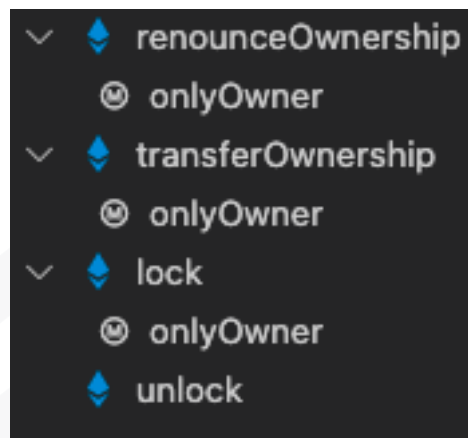 renounceOwnership
onlyOwner
transferOwnership
onlyOwner
lock
onlyOwner
unlock